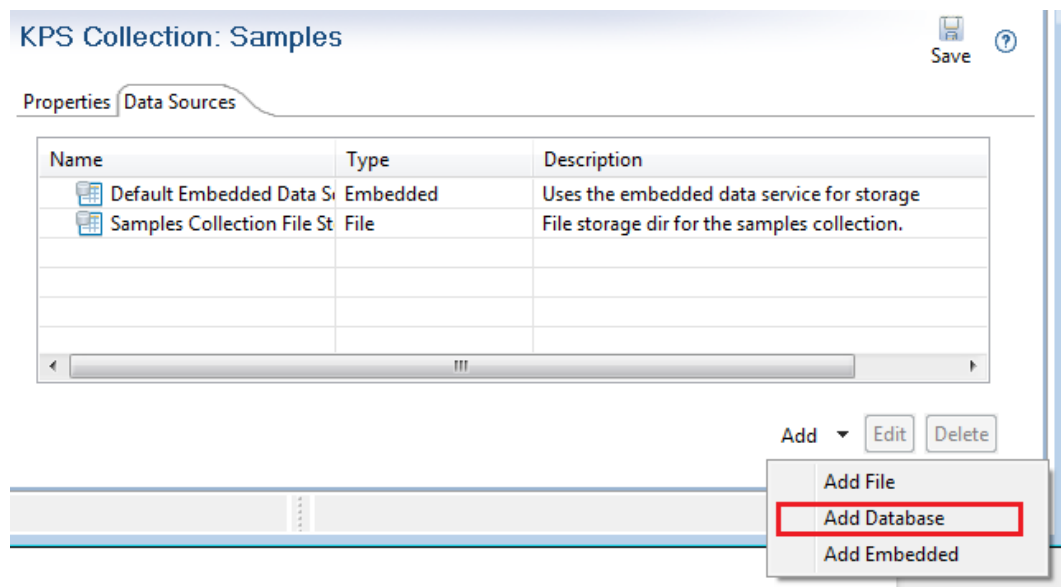 KPS Collection: Samples
Save
Properties Data Sources
Name Type Description
Default Embedded Data So Embedded Uses the embedded data service for storage
Samples Collection File St File File storage dir for the samples collection.
Add Edit Delete
Add File
Add Database
Add Embedded